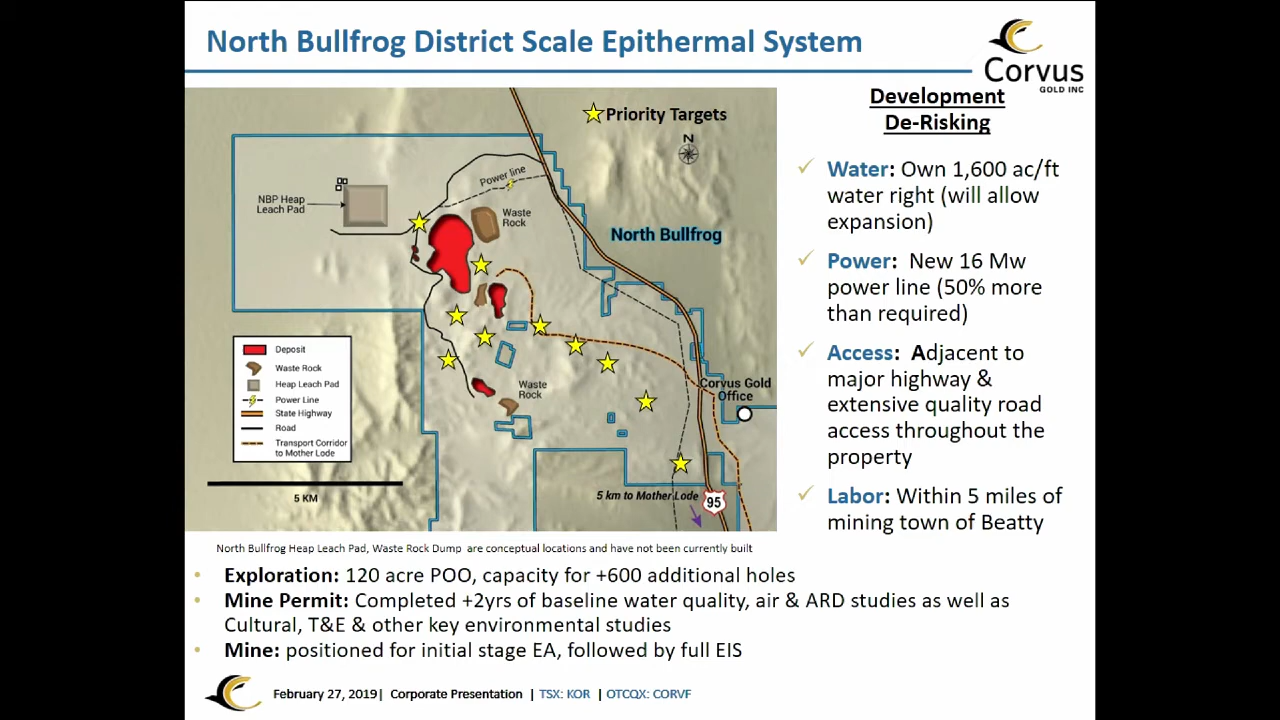 North Bullfrog District Scale Epithermal System
Corvus
GOLD INC
Priority Targets
N
Power line
NBP Heap
Leach Pad
Waste
Rock
North Bullfrog
Deposit
Waste Rock
Heap Leach Pad
Power Line
State Highway
Road
Transport Corridor
to Mother Lode
Waste
Rock
Corvus Gold
Office
5 KM
5 km to Mother Lode
95
North Bullfrog Heap Leach Pad, Waste Rock Dump are conceptual locations and have not been currently built
Development
De-Risking
✓ Water: Own 1,600 ac/ft
water right (will allow
expansion)
✓ Power: New 16 Mw
power line (50% more
than required)
✓ Access: Adjacent to
major highway &
extensive quality road
access throughout the
property
✓ Labor: Within 5 miles of
mining town of Beatty
• Exploration: 120 acre POO, capacity for +600 additional holes
• Mine Permit: Completed +2yrs of baseline water quality, air & ARD studies as well as
Cultural, T&E & other key environmental studies
• Mine: positioned for initial stage EA, followed by full EIS
February 27, 2019| Corporate Presentation | TSX: KOR | OTCQX: CORVF